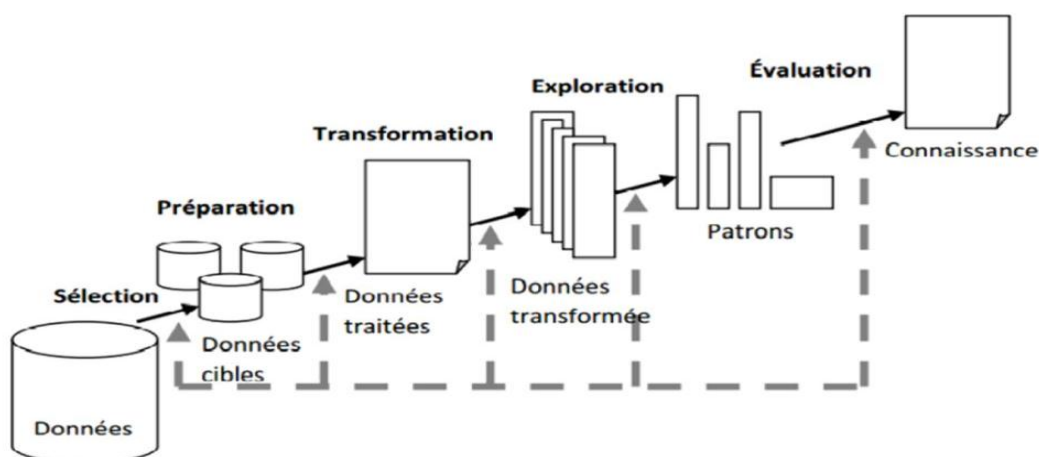 Évaluation
Exploration
Connaissance
Transformation
Patrons
Préparation
Données
transformée
Sélection
Données
traitées
Données
cibles
Données